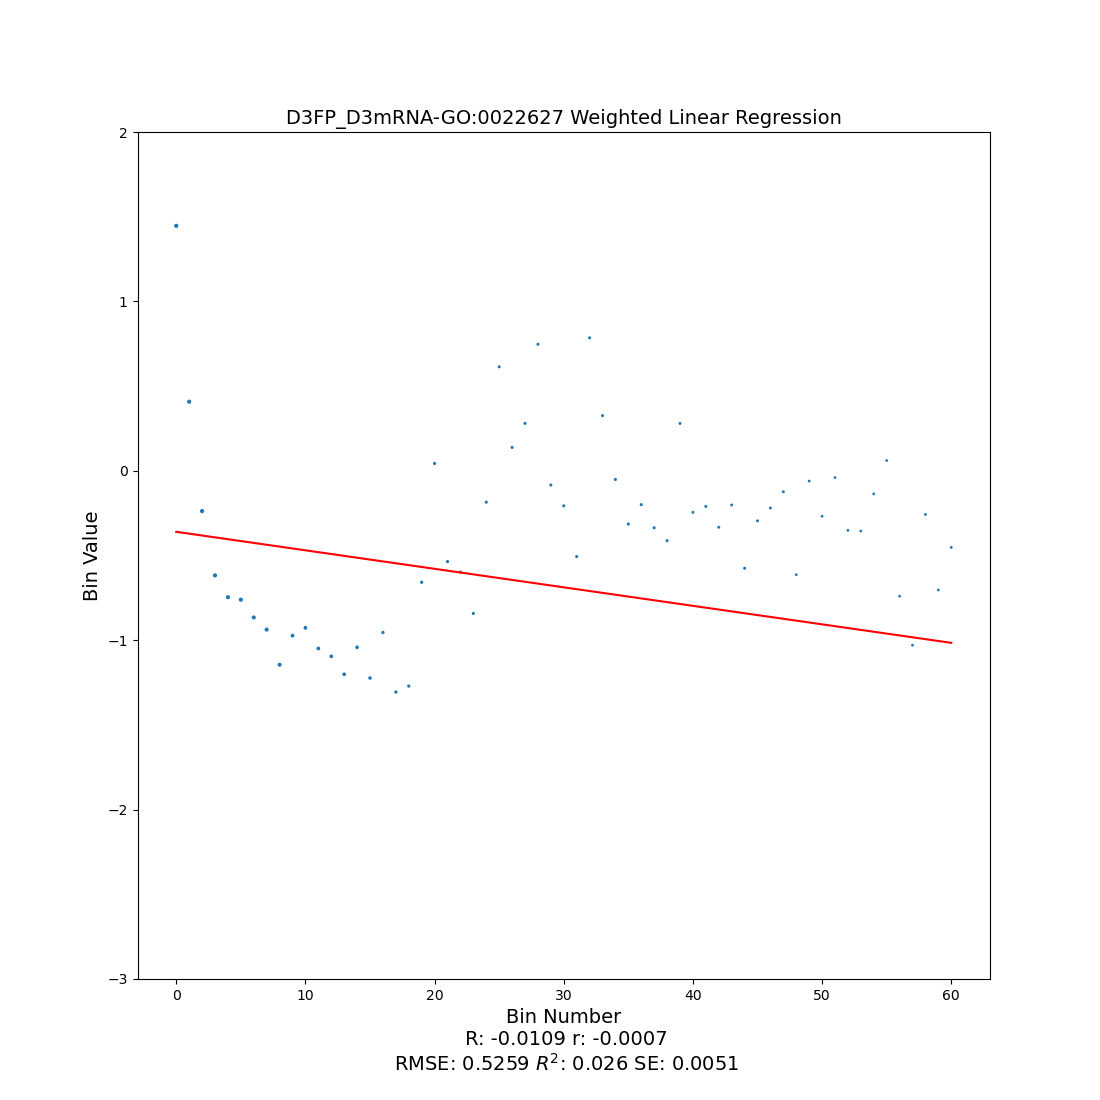 D3FP_D3mRNA-GO:0022627 Weighted Linear Regression
2
1
0
−1
−2
−3
Bin Value
0 10 20 30 40 50 60
Bin Number
R: -0.0109 r: -0.0007
RMSE: 0.5259 R²: 0.026 SE: 0.0051